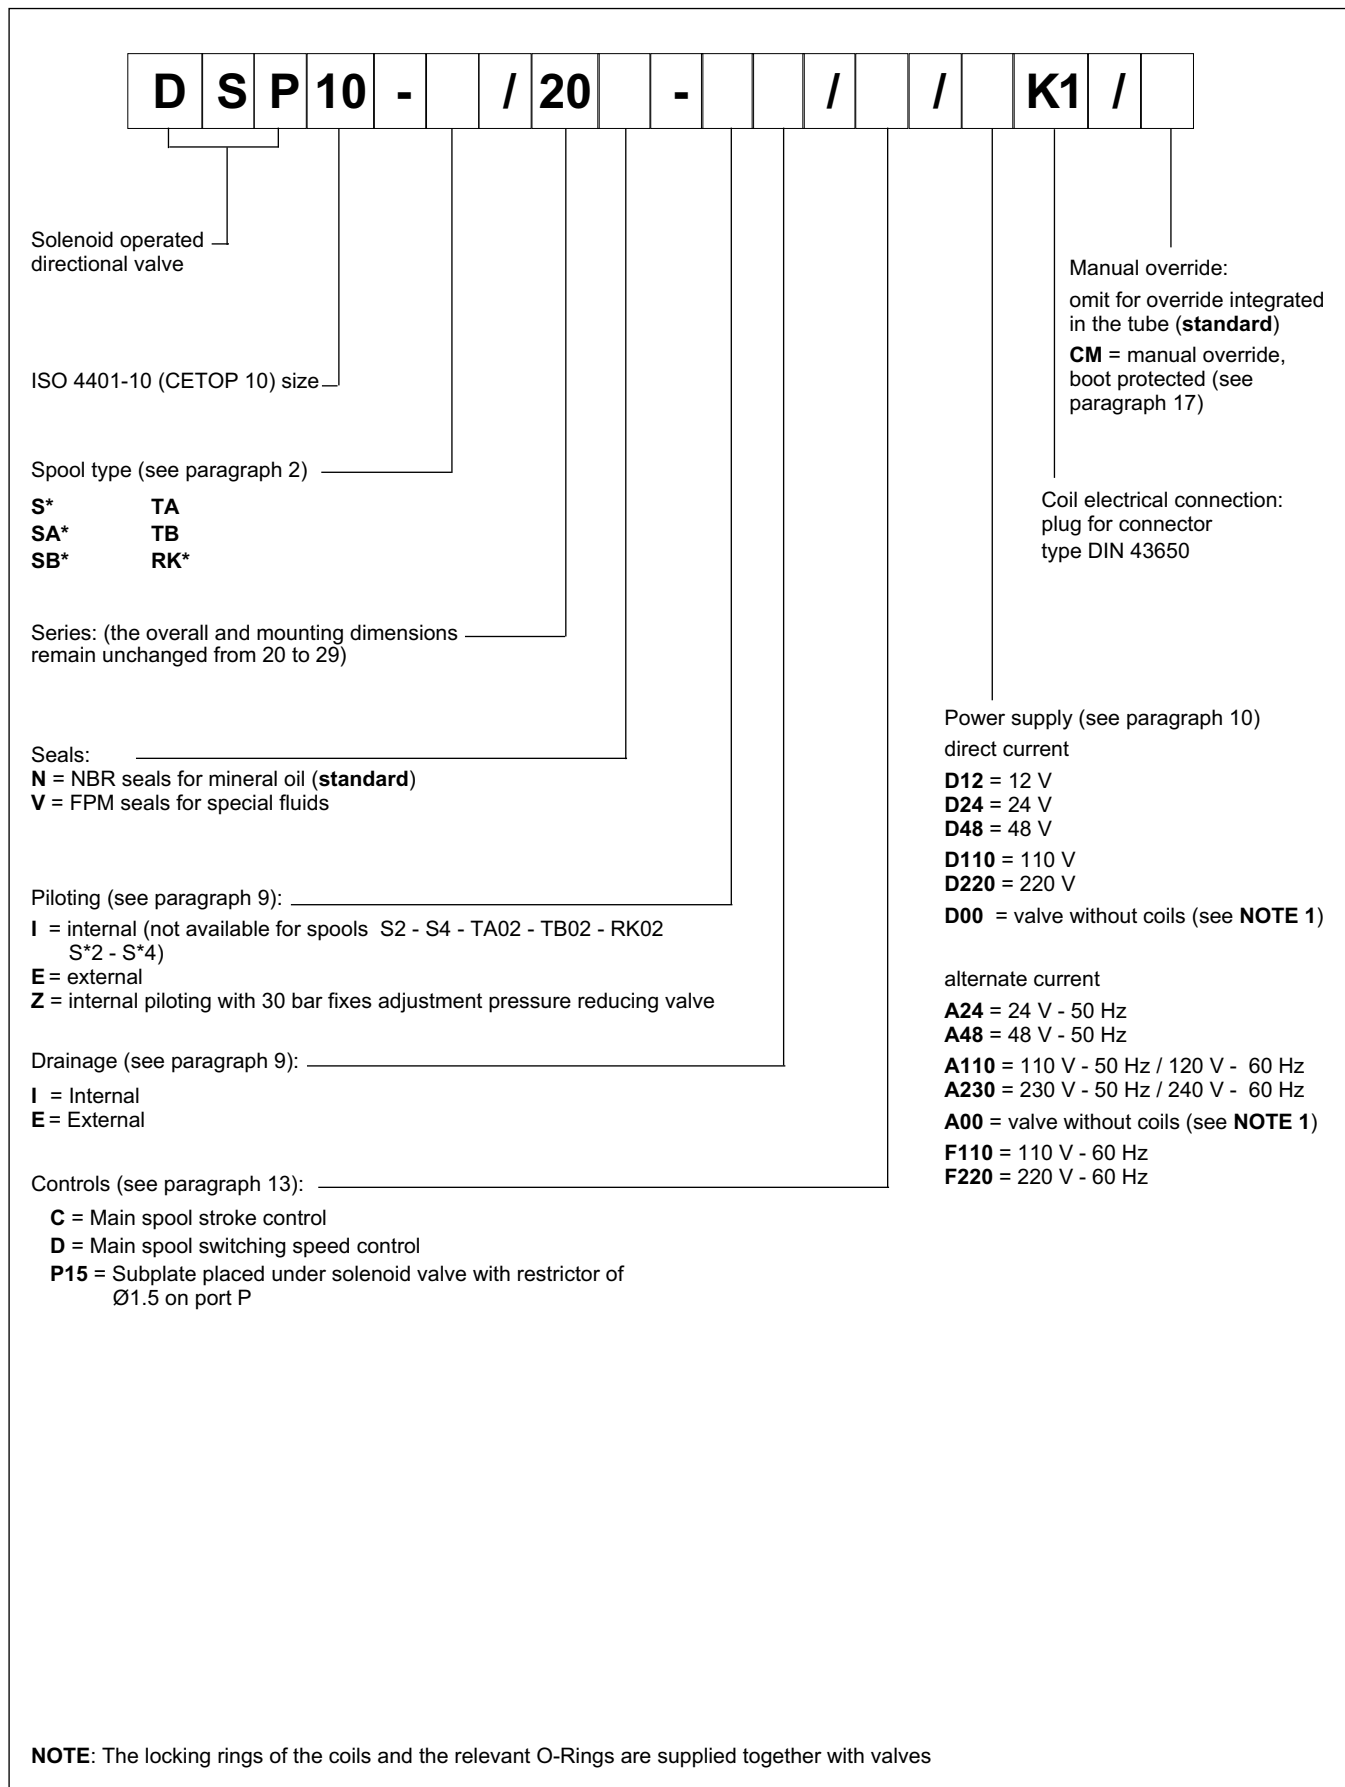 D S P 10 - / 20 - / / K1 /
Solenoid operated
directional valve
ISO 4401-10 (CETOP 10) size
Spool type (see paragraph 2)
S* TA
SA* TB
SB* RK*
Series: (the overall and mounting dimensions
remain unchanged from 20 to 29)
Seals:
N = NBR seals for mineral oil (standard)
V = FPM seals for special fluids
Piloting (see paragraph 9):
I = internal (not available for spools S2 - S4 - TA02 - TB02 - RK02
S*2 - S*4)
E = external
Z = internal piloting with 30 bar fixes adjustment pressure reducing valve
Drainage (see paragraph 9):
I = Internal
E = External
Controls (see paragraph 13):
C = Main spool stroke control
D = Main spool switching speed control
P15 = Subplate placed under solenoid valve with restrictor of
Ø1.5 on port P
Manual override:
omit for override integrated
in the tube (standard)
CM = manual override,
boot protected (see
paragraph 17)
Coil electrical connection:
plug for connector
type DIN 43650
Power supply (see paragraph 10)
direct current
D12 = 12 V
D24 = 24 V
D48 = 48 V
D110 = 110 V
D220 = 220 V
D00 = valve without coils (see NOTE 1)
alternate current
A24 = 24 V - 50 Hz
A48 = 48 V - 50 Hz
A110 = 110 V - 50 Hz / 120 V - 60 Hz
A230 = 230 V - 50 Hz / 240 V - 60 Hz
A00 = valve without coils (see NOTE 1)
F110 = 110 V - 60 Hz
F220 = 220 V - 60 Hz
NOTE: The locking rings of the coils and the relevant O-Rings are supplied together with valves